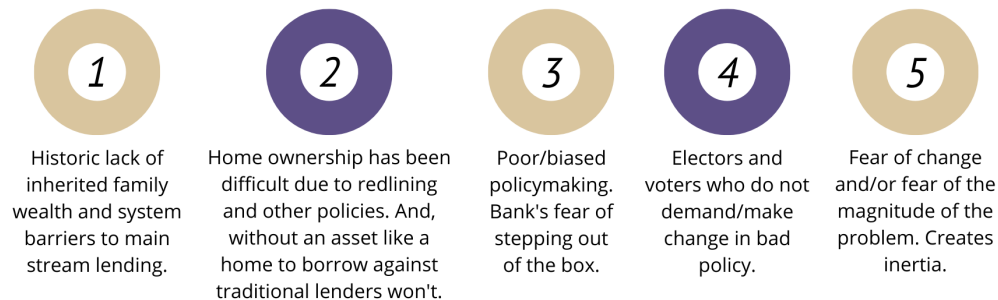 1
Historic lack of
inherited family
wealth and system
barriers to main
stream lending.
2
Home ownership has been
difficult due to redlining
and other policies. And,
without an asset like a
home to borrow against
traditional lenders won't.
3
Poor/biased
policymaking.
Bank's fear of
stepping out
of the box.
4
Electors and
voters who do not
demand/make
change in bad
policy.
5
Fear of change
and/or fear of the
magnitude of the
problem. Creates
inertia.